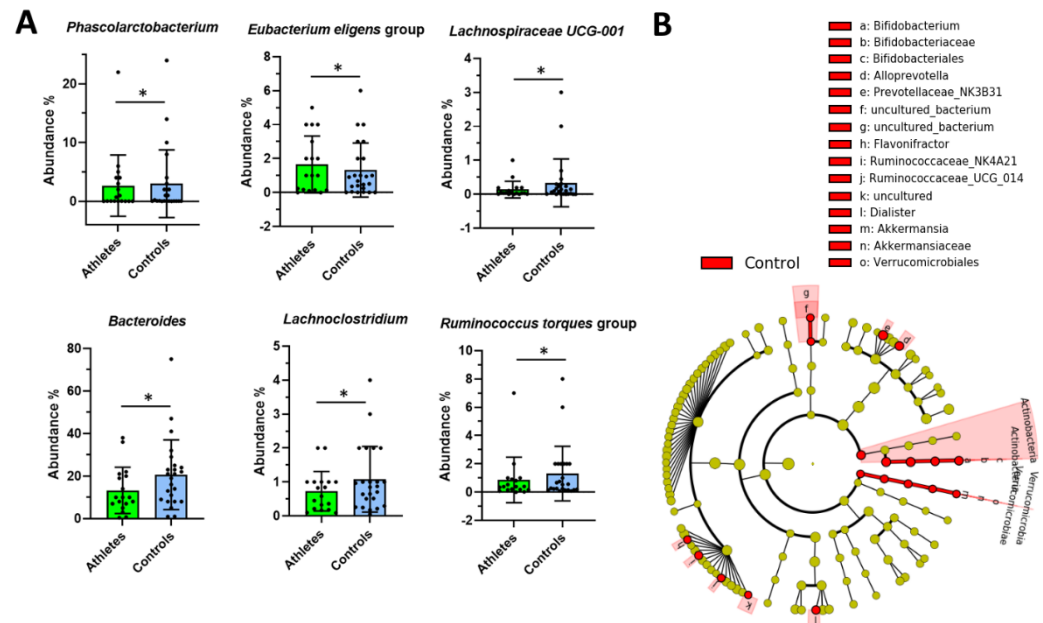 A
Phascolarctobacterium
Abundance %
20
10
0
*
Athletes
Controls
Eubacterium eligens group
Abundance %
8
6
4
2
0
-2
*
Athletes
Controls
Lachnospiraceae UCG-001
Abundance %
4
3
2
1
0
-1
*
Athletes
Controls
Bacteroides
Abundance %
80
60
40
20
0
*
Athletes
Controls
Lachnoclostridium
Abundance %
5
4
3
2
1
0
*
Athletes
Controls
Ruminococcus torques group
Abundance %
10
8
6
4
2
0
-2
*
Athletes
Controls
B
a: Bifidobacterium
b: Bifidobacteriaceae
c: Bifidobacteriales
d: Alloprevotella
e: Prevotellaceae_NK3B31
f: uncultured_bacterium
g: uncultured_bacterium
h: Flavonifractor
i: Ruminococcaceae_NK4A21
j: Ruminococcaceae_UCG_014
k: uncultured
l: Dialister
m: Akkermansia
n: Akkermansiaceae
o: Verrucomicrobiales
Control
g
f
e
d
Actinobacteria
Actinobacteria
a
b
c
m
n
o
Verrucomicrobiae
Verrucomicrobia
h
i
j
k
l